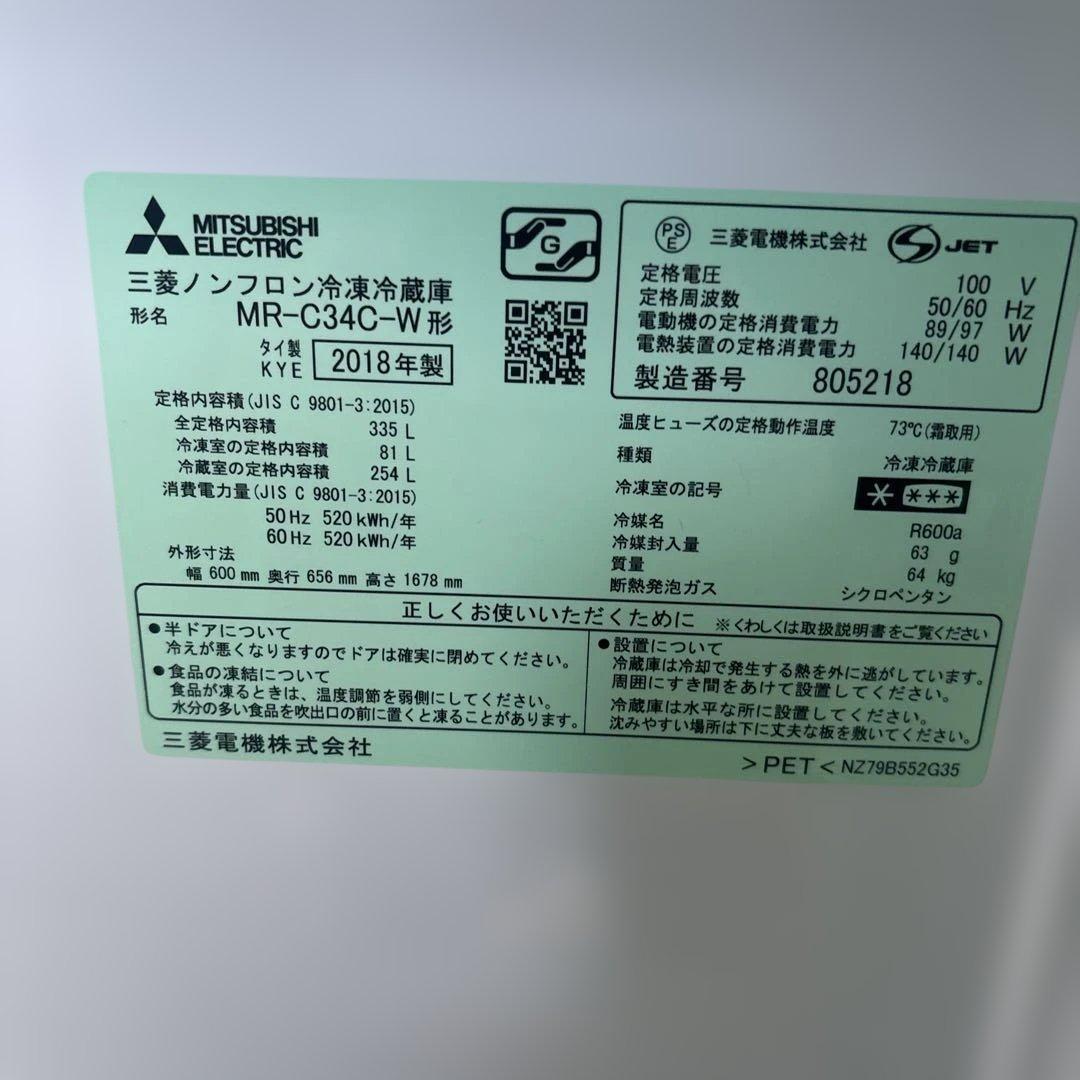 MITSUBISHI
ELECTRIC
三菱ノンフロン冷凍冷蔵庫
形名 MR-C34C-W形
タイ製
KYE 2018年製
定格内容積(JIS C 9801-3:2015)
全定格内容積 335 L
冷凍室の定格内容積 81 L
冷蔵室の定格内容積 254 L
消費電力量(JIS C 9801-3:2015)
50Hz 520kWh/年
60Hz 520kWh/年
外形寸法
幅 600mm 奥行 656mm 高さ 1678mm
G
PS
E
三菱電機株式会社 JET
定格電圧 100 V
定格周波数 50/60 Hz
電動機の定格消費電力 89/97 W
電熱装置の定格消費電力 140/140 W
製造番号 805218
温度ヒューズの定格動作温度 73℃(霜取用)
種類 冷凍冷蔵庫
冷凍室の記号 * ***
冷媒名 R600a
冷媒封入量 63 g
質量 64 kg
断熱発泡ガス シクロペンタン
正しくお使いいただくために ※くわしくは取扱説明書をご覧ください
●半ドアについて
冷えが悪くなりますのでドアは確実に閉めてください。
●食品の凍結について
食品が凍るときは、温度調節を弱側にしてください。
水分の多い食品を吹出口の前に置くと凍ることがあります。
●設置について
冷蔵庫は冷却で発生する熱を外に逃がしています。
周囲にすき間をあけて設置してください。
冷蔵庫は水平な所に設置してください。
沈みやすい場所は下に丈夫な板を敷いてください。
三菱電機株式会社
>PET< NZ79B552G35